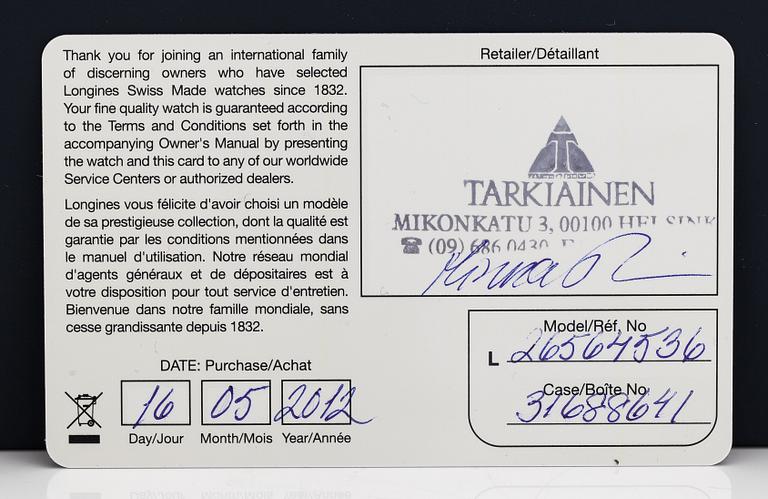 Thank you for joining an international family
of discerning owners who have selected
Longines Swiss Made watches since 1832.
Your fine quality watch is guaranteed according
to the Terms and Conditions set forth in the
accompanying Owner's Manual by presenting
the watch and this card to any of our worldwide
Service Centers or authorized dealers.
Longines vous félicite d'avoir choisi un modèle
de sa prestigieuse collection, dont la qualité est
garantie par les conditions mentionnées dans
le manuel d'utilisation. Notre réseau mondial
d'agents généraux et de dépositaires est à
votre disposition pour tout service d'entretien.
Bienvenue dans notre famille mondiale, sans
cesse grandissante depuis 1832.
DATE: Purchase/Achat
16 05 2012
Day/Jour Month/Mois Year/Année
Retailer/Détaillant
TARKIAINEN
MIKONKATU 3, 00100 HELSINK
(09) 686 0430
Model/Réf. No
L 26564536
Case/Boîte No
31688641